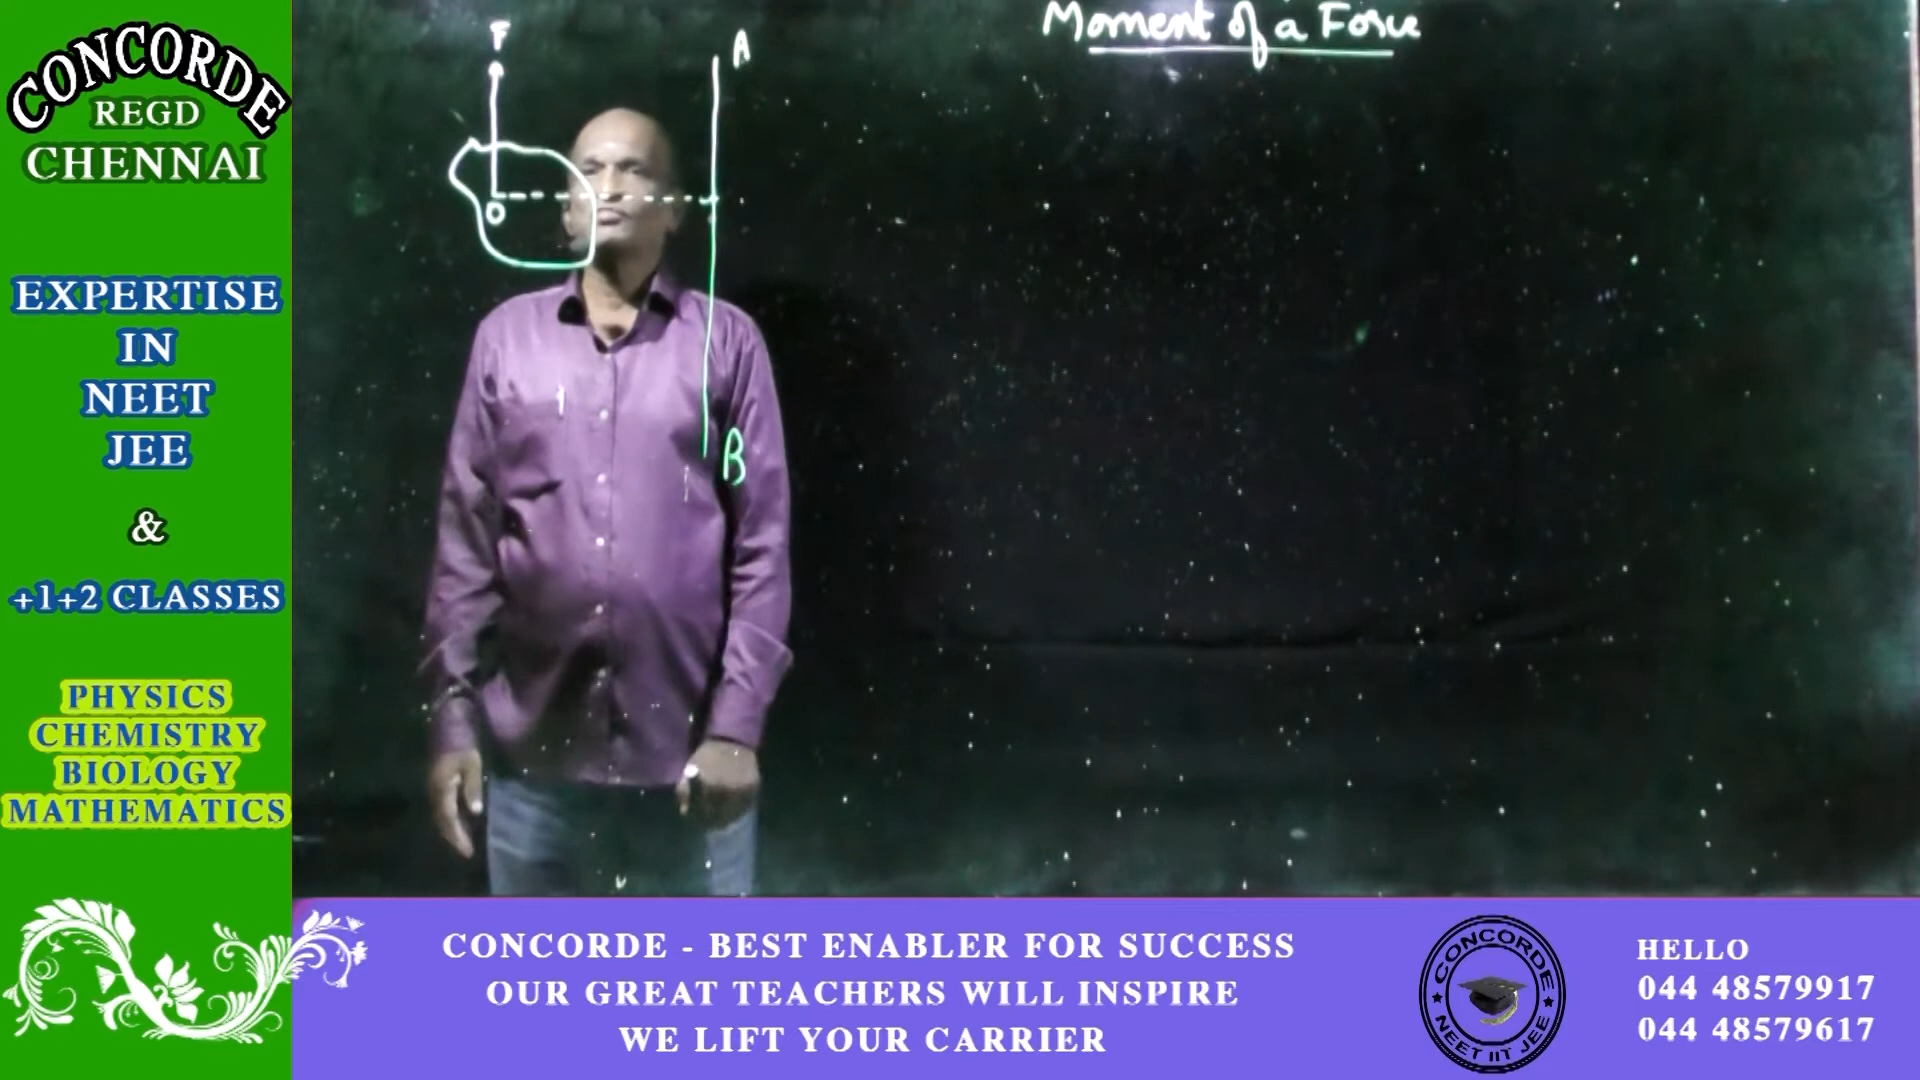 CONCORDE
REGD
CHENNAI
EXPERTISE
IN
NEET
JEE
&
+1+2 CLASSES
PHYSICS
CHEMISTRY
BIOLOGY
MATHEMATICS
Moment of a Force
F
A
O
B
CONCORDE - BEST ENABLER FOR SUCCESS
OUR GREAT TEACHERS WILL INSPIRE
WE LIFT YOUR CARRIER
CONCORDE
NEET IIT JEE
HELLO
044 48579917
044 48579617